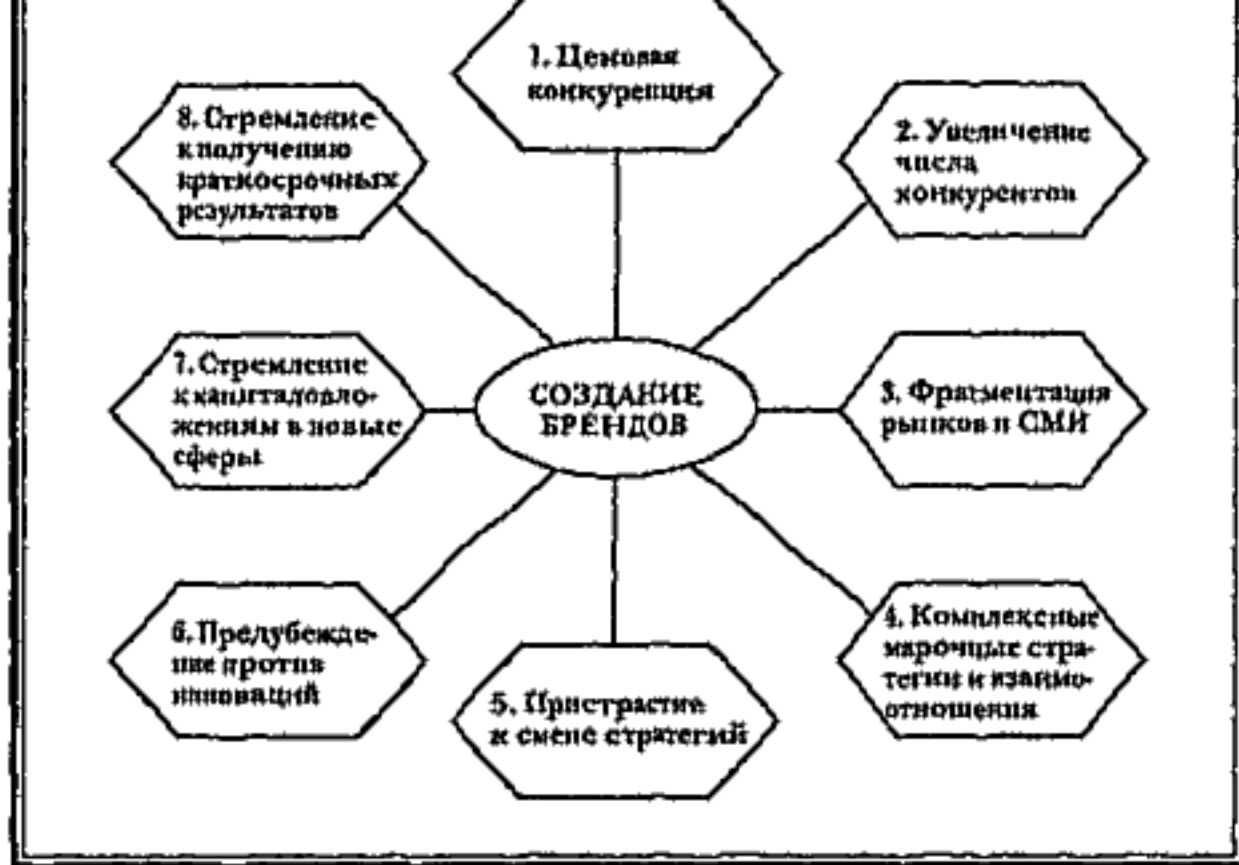 1. Ценовая
конкуренция
8. Стремление
к получению
краткосрочных
результатов
2. Увеличение
числа
конкурентов
7. Стремление
к капиталовло-
жениям в новые
сферы
СОЗДАНИЕ
БРЕНДОВ
3. Фрагментация
рынков и СМИ
6. Предубежде-
ние против
инноваций
5. Пристрастие
к смене стратегий
4. Комплексные
марочные стра-
тегии и взаимо-
отношения